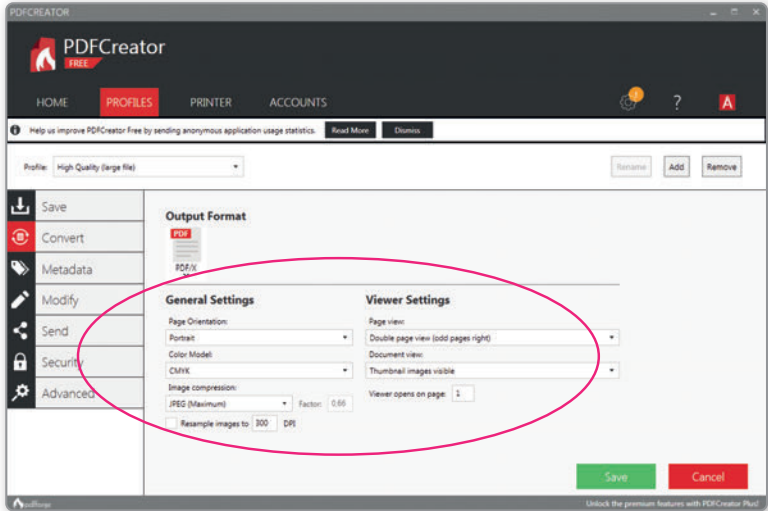 PDFCREATOR
PDFCreator
FREE
HOME PROFILES PRINTER ACCOUNTS ! ? A
Help us improve PDFCreator Free by sending anonymous application usage statistics. Read More Dismiss
Profile: High Quality (large file) Rename Add Remove
Save
Convert
Metadata
Modify
Send
Security
Advanced
Output Format
PDF
PDF/X
General Settings
Page Orientation:
Portrait
Color Model:
CMYK
Image compression:
JPEG (Maximum) Factor: 0.66
Resample images to 300 DPI
Viewer Settings
Page view:
Double page view (odd pages right)
Document view:
Thumbnail images visible
Viewer opens on page: 1
Save Cancel
pdfforge Unlock the premium features with PDFCreator Plus!